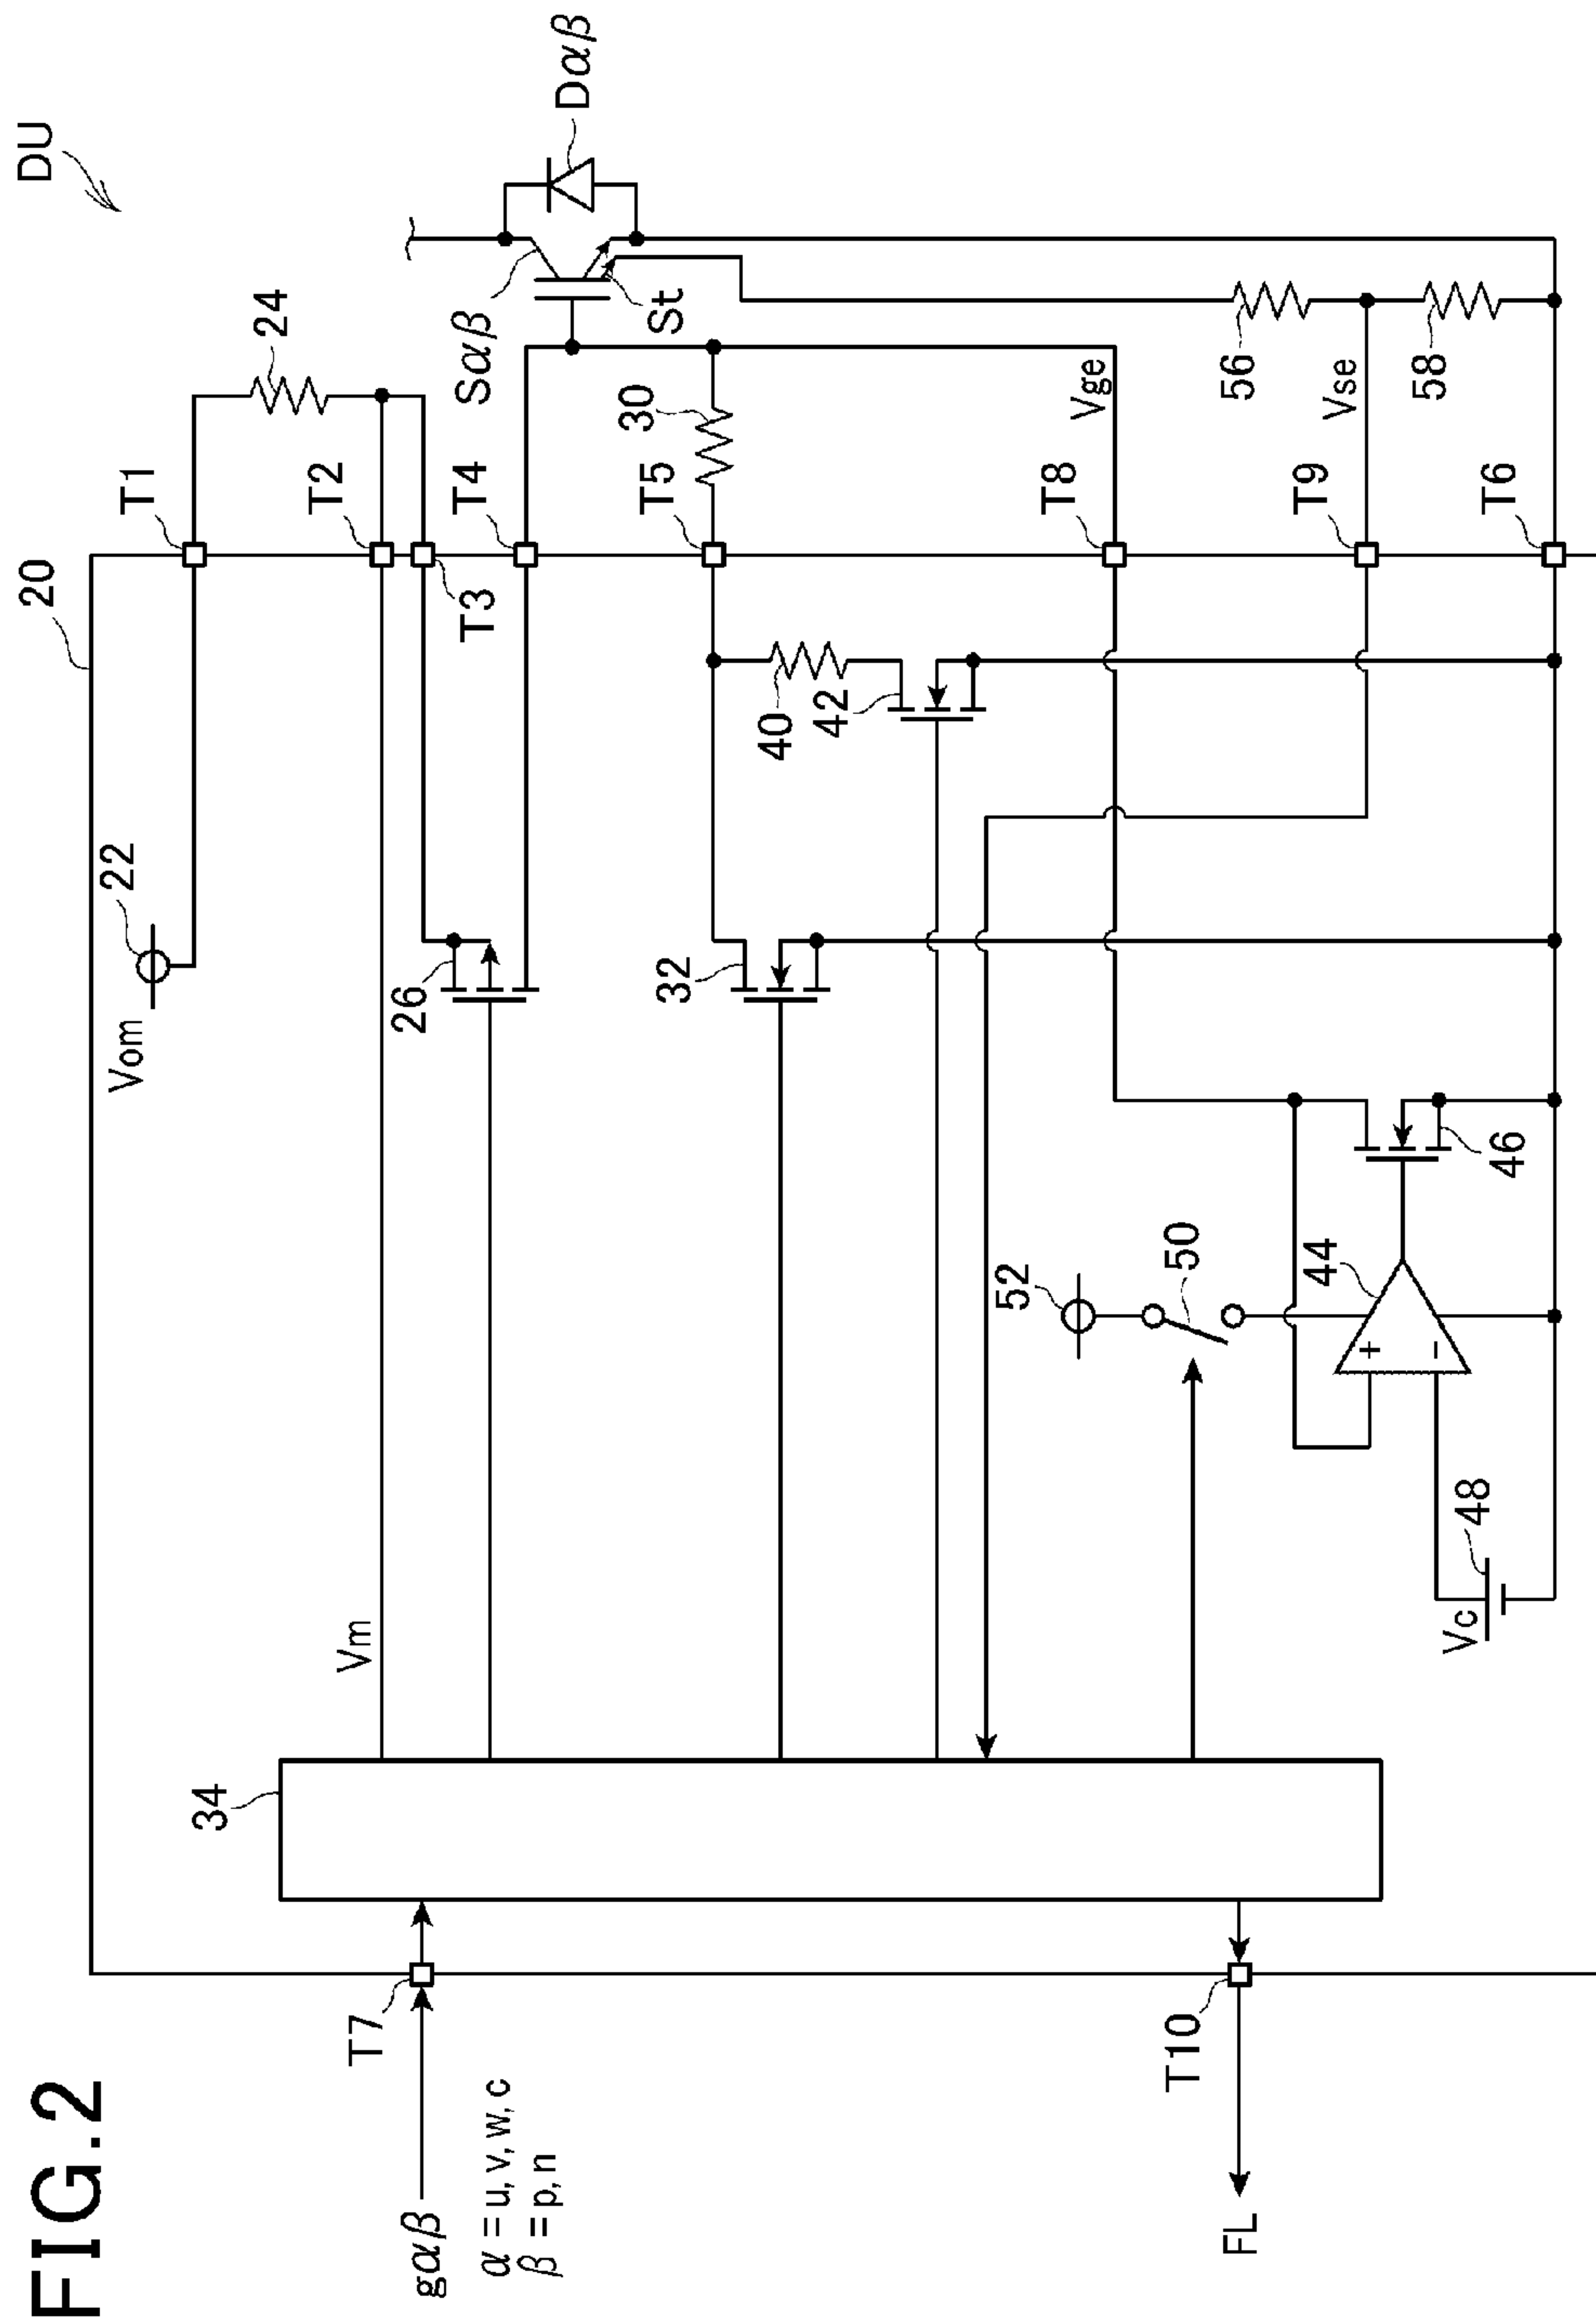 FIG.2
DU
20
Vom
22
T1
24
Dαβ
34
Vm
T2
T3
26
T4
Sαβ
St
T7
gαβ
α = u, v, w, c
β = p, n
32
T5
30
40
42
52
50
T8
Vge
56
44
+
−
T9
Vse
58
T10
FL
Vc
48
46
T6